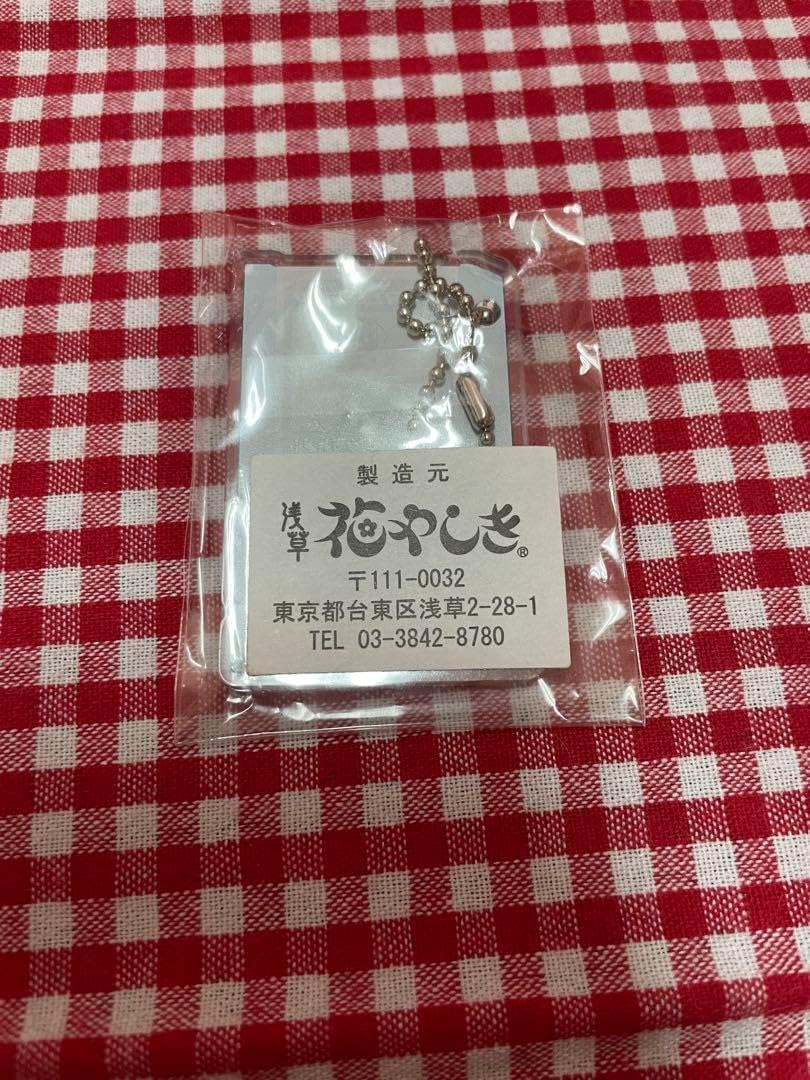 製造元
浅草 花やしき®
〒111-0032
東京都台東区浅草2-28-1
TEL 03-3842-8780